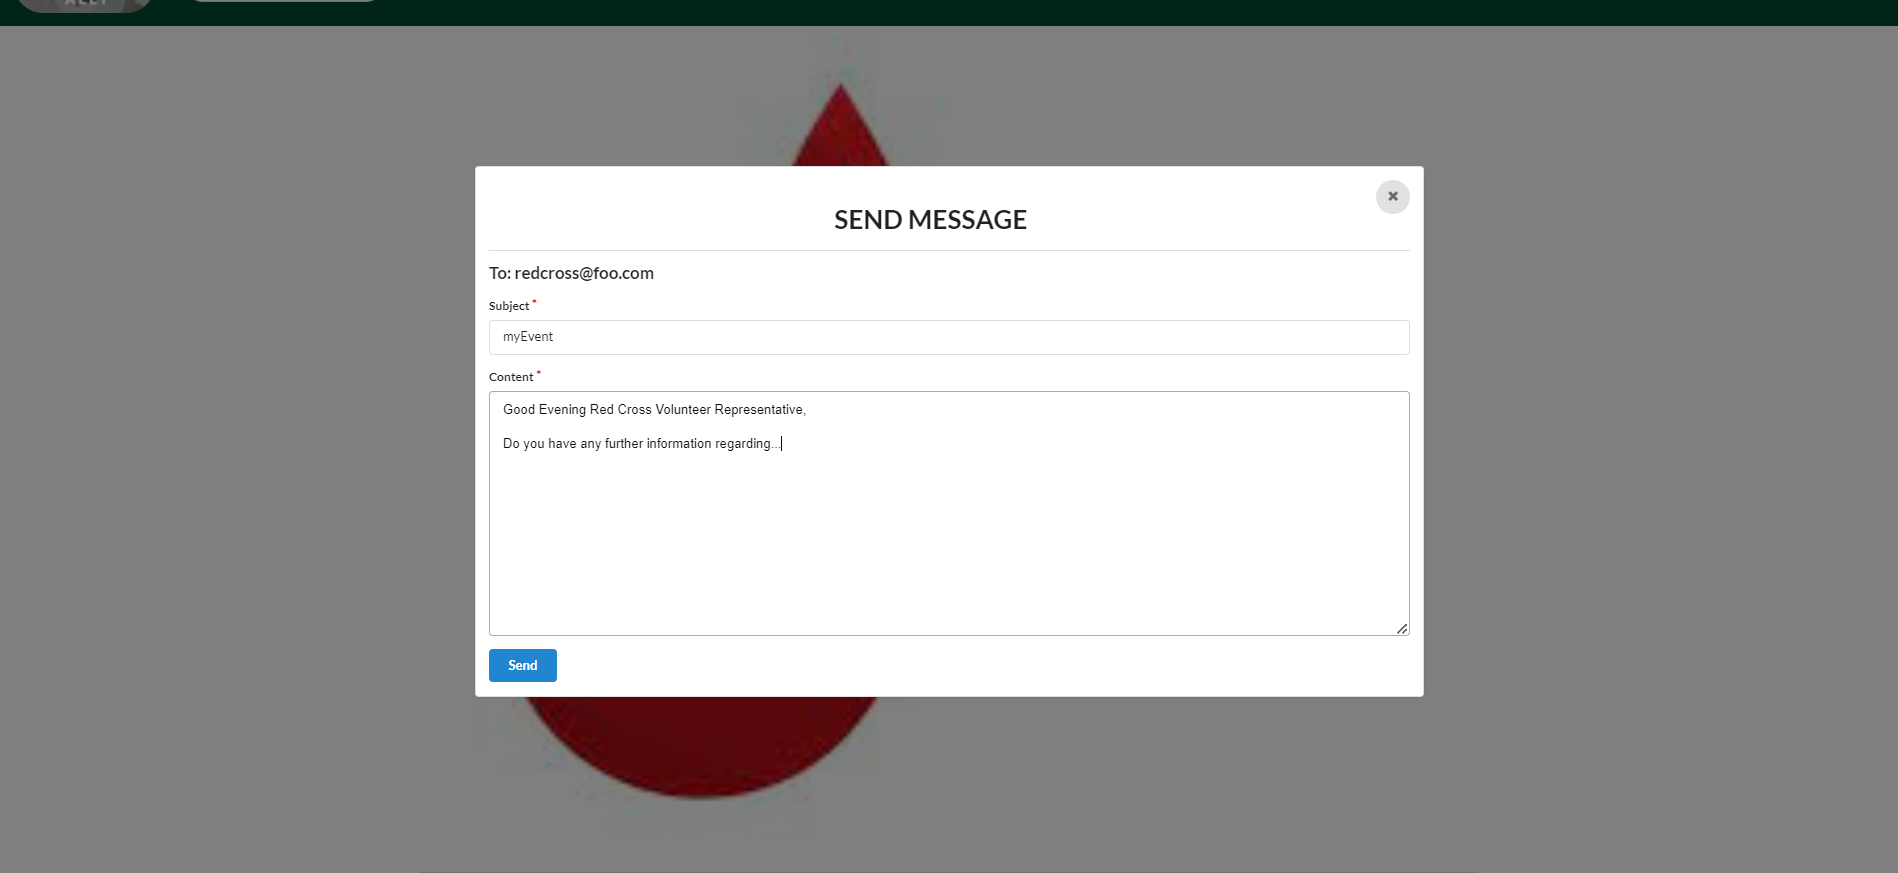 SEND MESSAGE
To: redcross@foo.com
Subject *
myEvent
Content *
Good Evening Red Cross Volunteer Representative,
Do you have any further information regarding...
Send